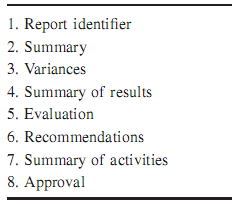 1. Report identifier
2. Summary
3. Variances
4. Summary of results
5. Evaluation
6. Recommendations
7. Summary of activities
8. Approval